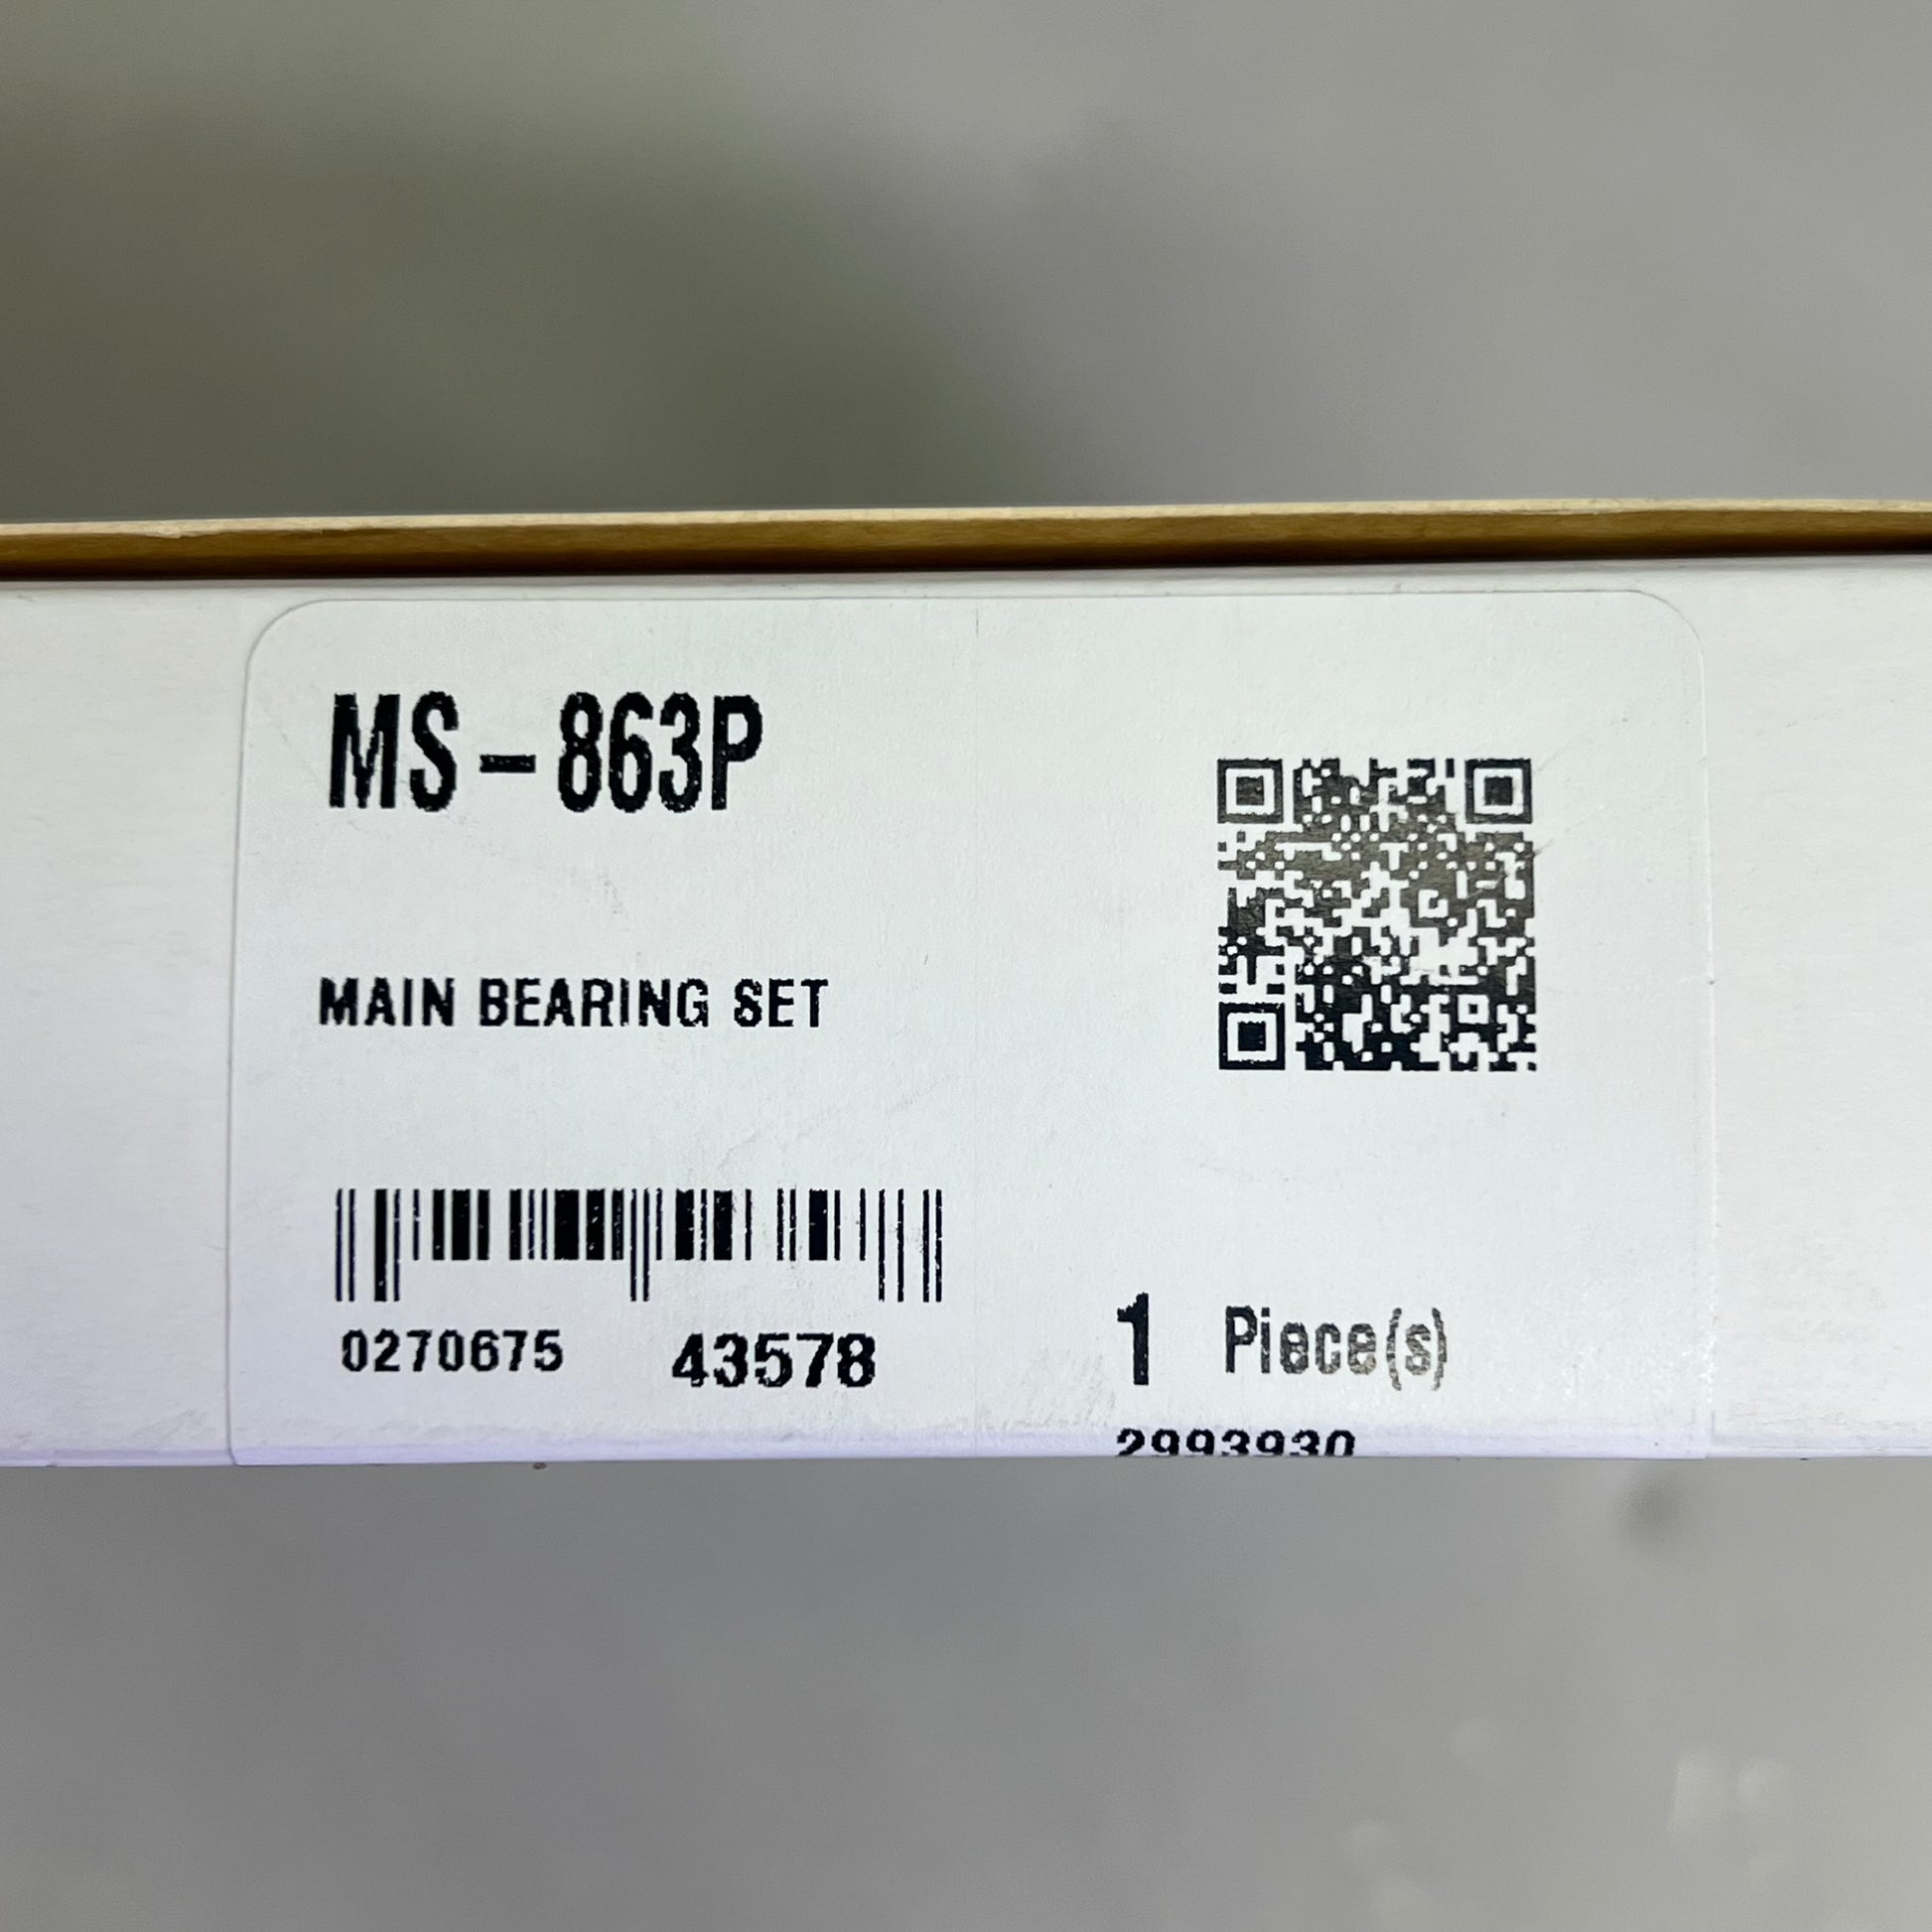 MS-863P
MAIN BEARING SET
0270675 43578
1 Piece(s)
2993930